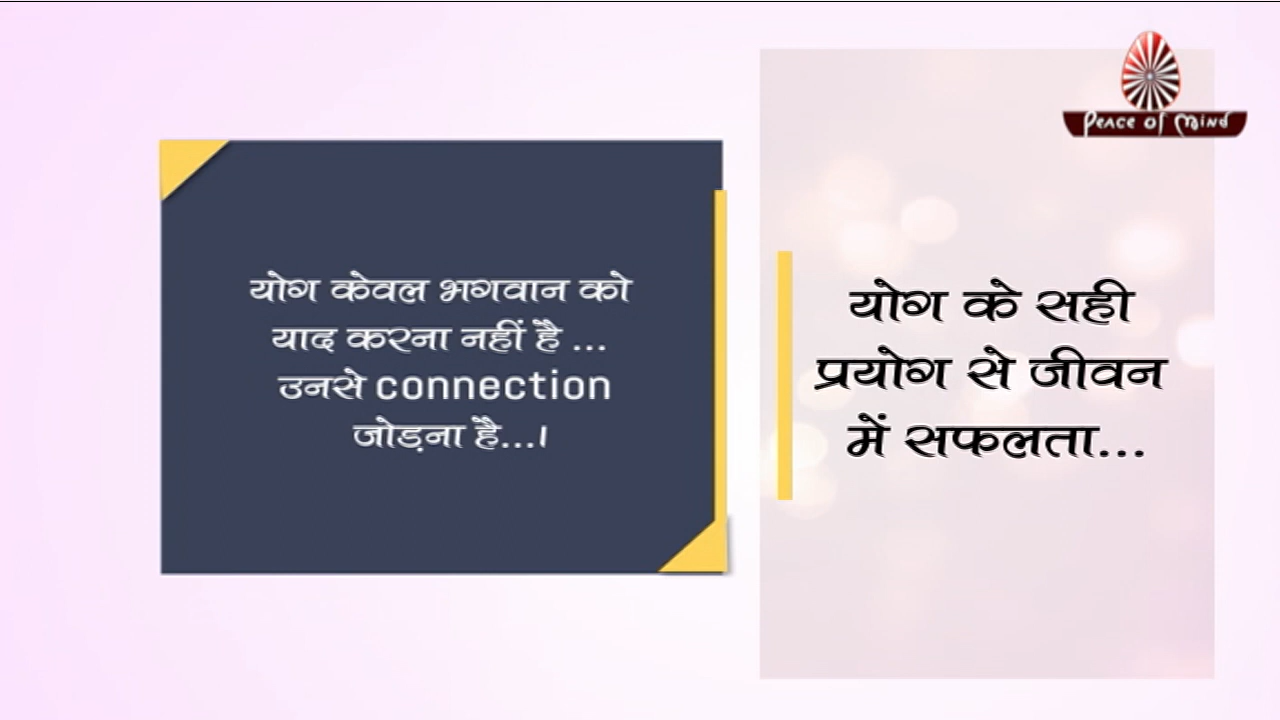 योग केवल भगवान को
याद करना नहीं है ...
उनसे connection
जोड़ना है...।
योग के सही
प्रयोग से जीवन
में सफलता...
Peace of Mind